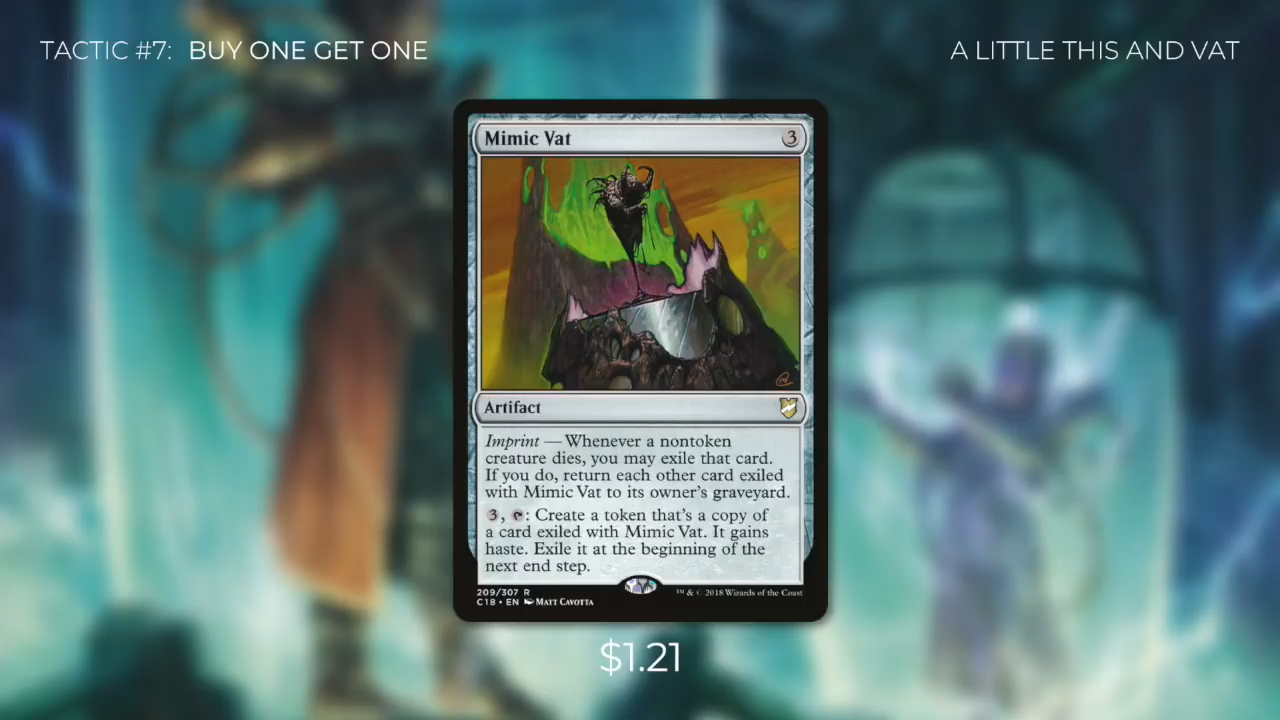 TACTIC #7: BUY ONE GET ONE
A LITTLE THIS AND VAT
Mimic Vat 3
Artifact
Imprint — Whenever a nontoken
creature dies, you may exile that card.
If you do, return each other card exiled
with Mimic Vat to its owner's graveyard.
3, : Create a token that's a copy of
a card exiled with Mimic Vat. It gains
haste. Exile it at the beginning of the
next end step.
209/307 R
C18 • EN MATT CAVOTTA
™ & © 2018 Wizards of the Coast
$1.21